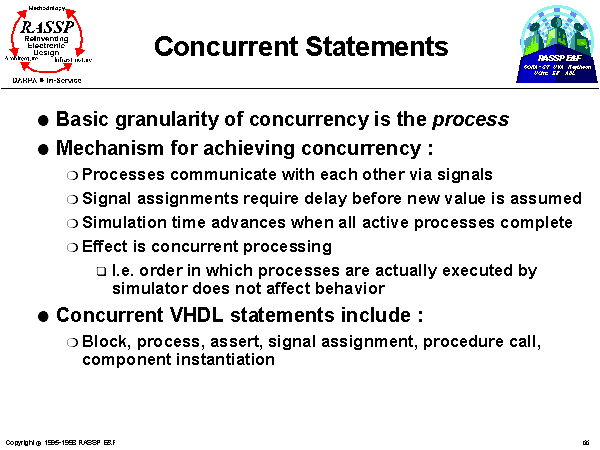 Methodology
RASSP
Reinventing
Electronic
Design
Architecture Infrastructure
DARPA • Tri-Service
Concurrent Statements
RASSP E&F
SCRA • GT • UVA • Raytheon
UCinc • EIT • ADL
● Basic granularity of concurrency is the process
● Mechanism for achieving concurrency :
❍ Processes communicate with each other via signals
❍ Signal assignments require delay before new value is assumed
❍ Simulation time advances when all active processes complete
❍ Effect is concurrent processing
❑ I.e. order in which processes are actually executed by
simulator does not affect behavior
● Concurrent VHDL statements include :
❍ Block, process, assert, signal assignment, procedure call,
component instantiation
Copyright © 1995-1998 RASSP E&F